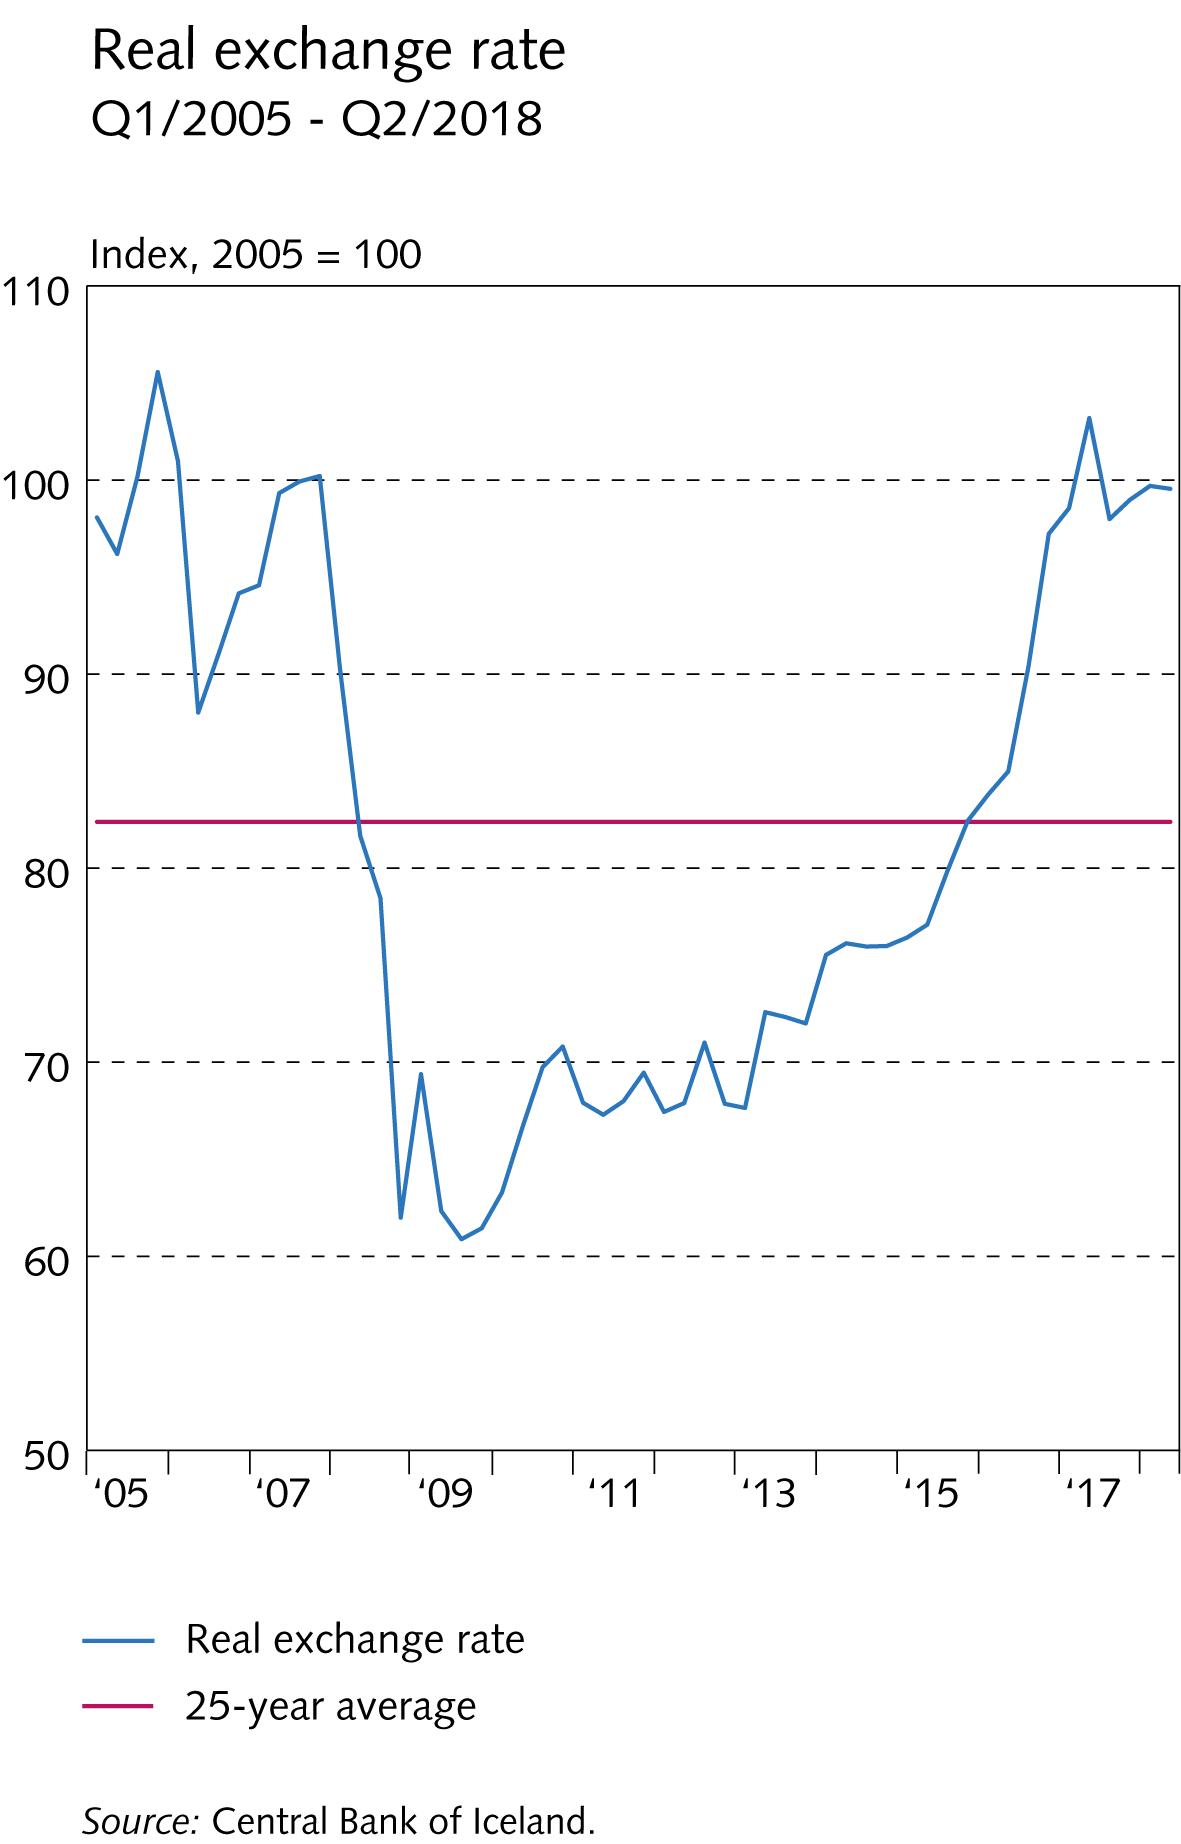 Real exchange rate
Q1/2005 - Q2/2018
Index, 2005 = 100
110
100
90
80
70
60
50
‘05 ‘07 ‘09 ‘11 ‘13 ‘15 ‘17
Real exchange rate
25-year average
Source: Central Bank of Iceland.